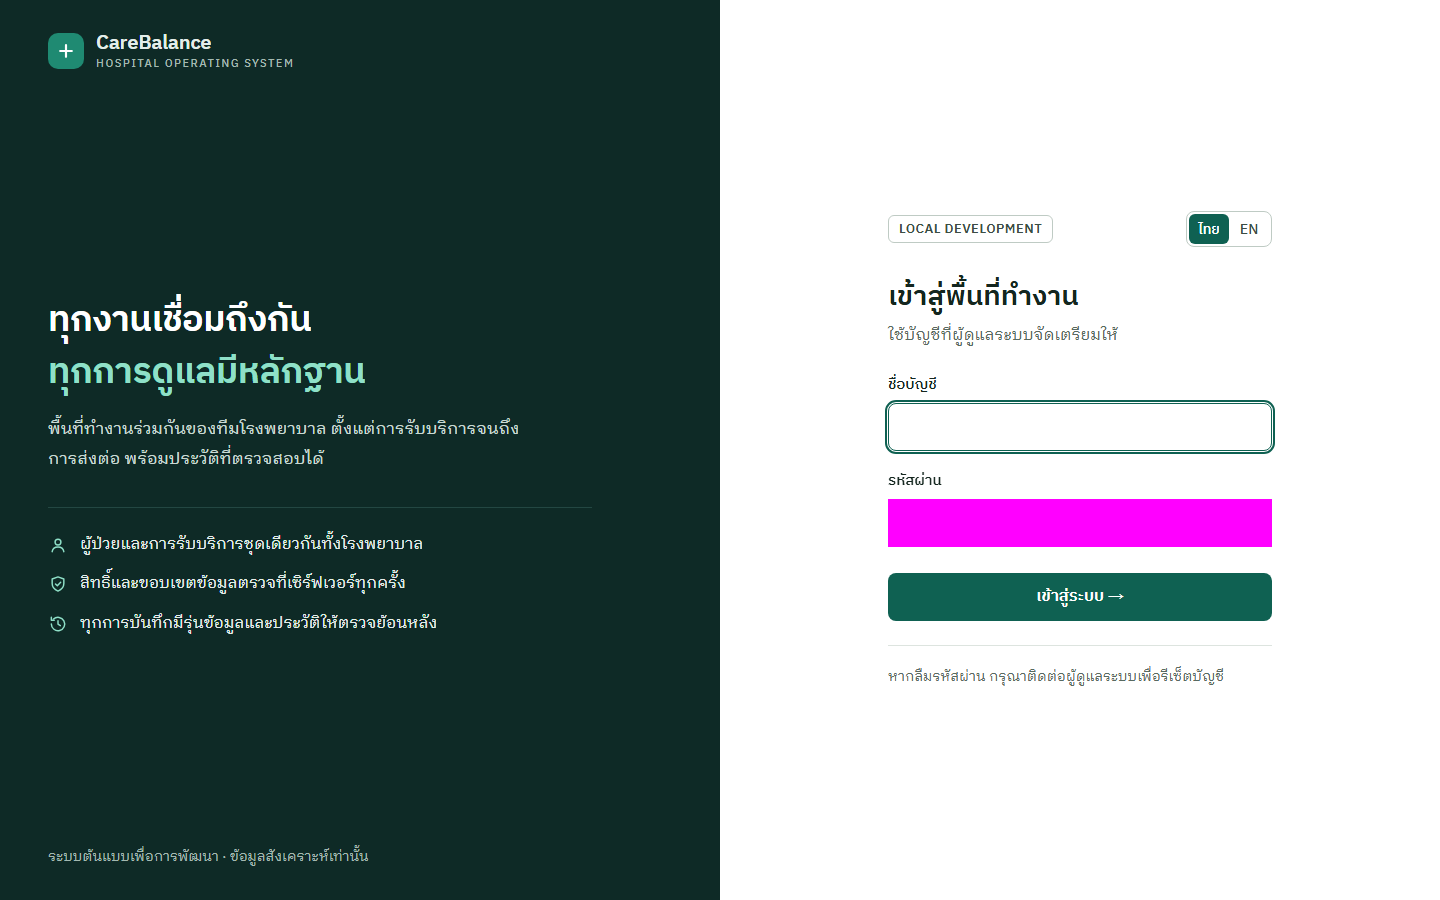 CareBalance
HOSPITAL OPERATING SYSTEM
ทุกงานเชื่อมถึงกัน
ทุกการดูแลมีหลักฐาน
พื้นที่ทำงานร่วมกันของทีมโรงพยาบาล ตั้งแต่การรับบริการจนถึง
การส่งต่อ พร้อมประวัติที่ตรวจสอบได้
ผู้ป่วยและการรับบริการชุดเดียวกันทั้งโรงพยาบาล
สิทธิ์และขอบเขตข้อมูลตรวจที่เซิร์ฟเวอร์ทุกครั้ง
ทุกการบันทึกมีรุ่นข้อมูลและประวัติให้ตรวจย้อนหลัง
ระบบต้นแบบเพื่อการพัฒนา · ข้อมูลสังเคราะห์เท่านั้น
LOCAL DEVELOPMENT
ไทย EN
เข้าสู่พื้นที่ทำงาน
ใช้บัญชีที่ผู้ดูแลระบบจัดเตรียมให้
ชื่อบัญชี
รหัสผ่าน
เข้าสู่ระบบ →
หากลืมรหัสผ่าน กรุณาติดต่อผู้ดูแลระบบเพื่อรีเซ็ตบัญชี